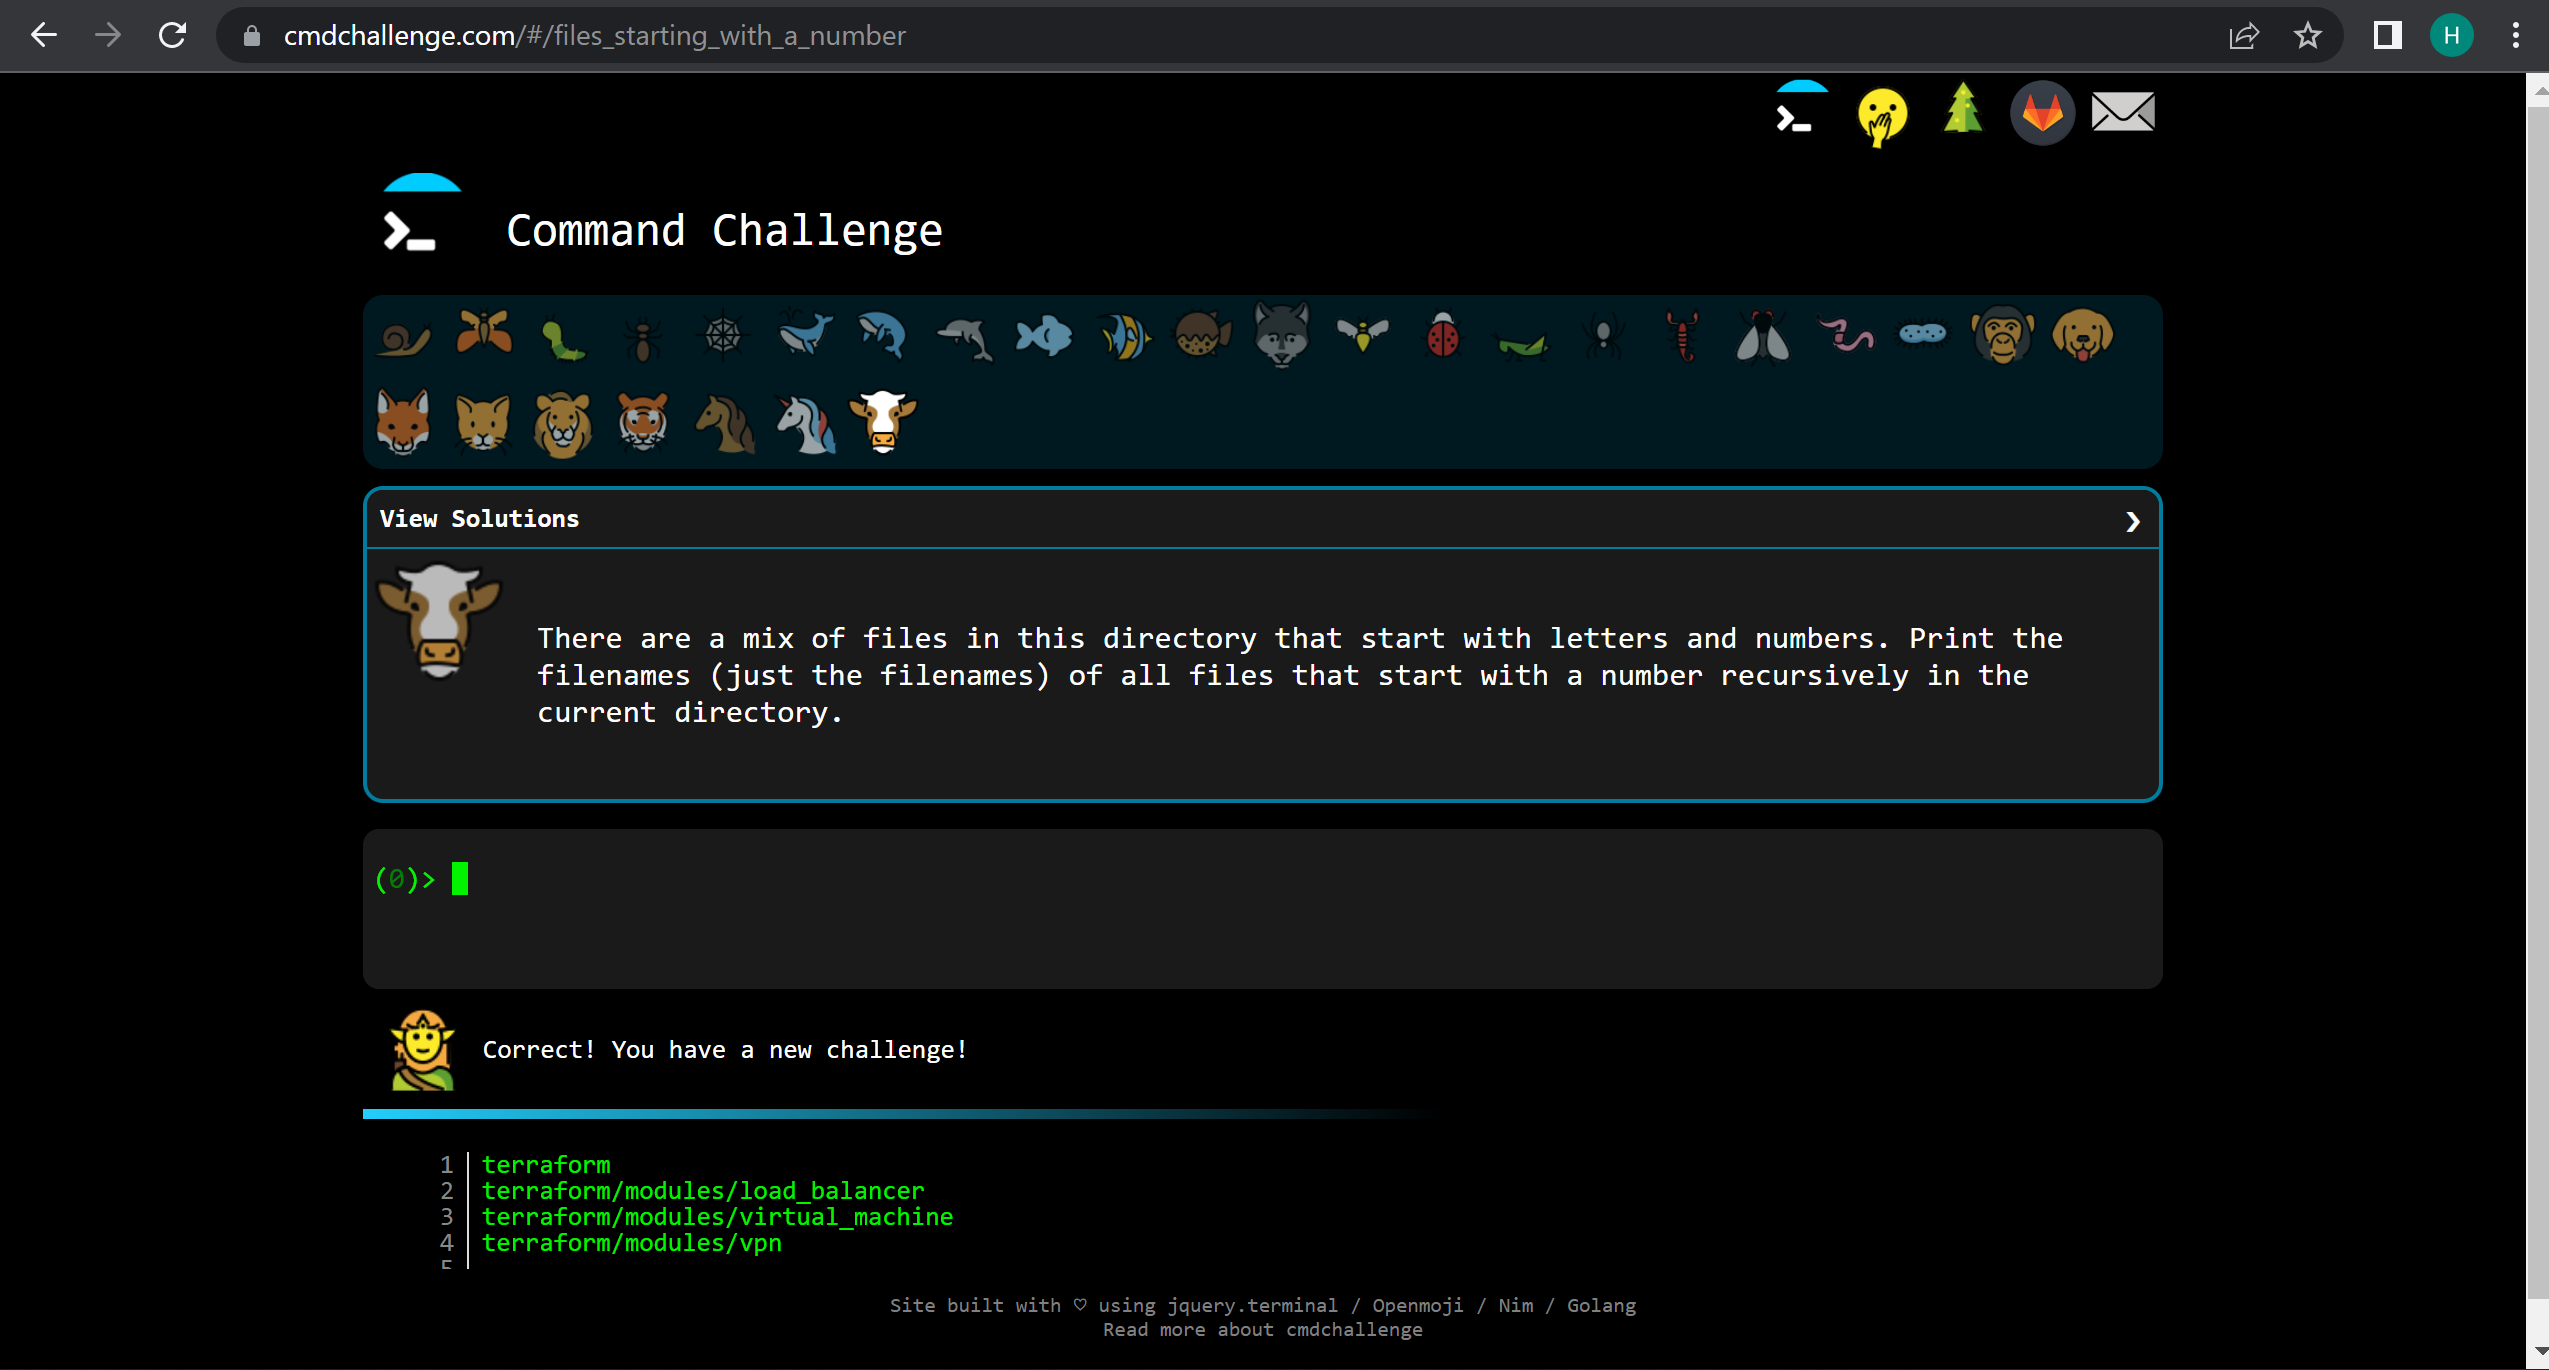 cmdchallenge.com/#/files_starting_with_a_number
H
Command Challenge
View Solutions
There are a mix of files in this directory that start with letters and numbers. Print the
filenames (just the filenames) of all files that start with a number recursively in the
current directory.
(0)>
Correct! You have a new challenge!
1 terraform
2 terraform/modules/load_balancer
3 terraform/modules/virtual_machine
4 terraform/modules/vpn
5
Site built with ♡ using jquery.terminal / Openmoji / Nim / Golang
Read more about cmdchallenge